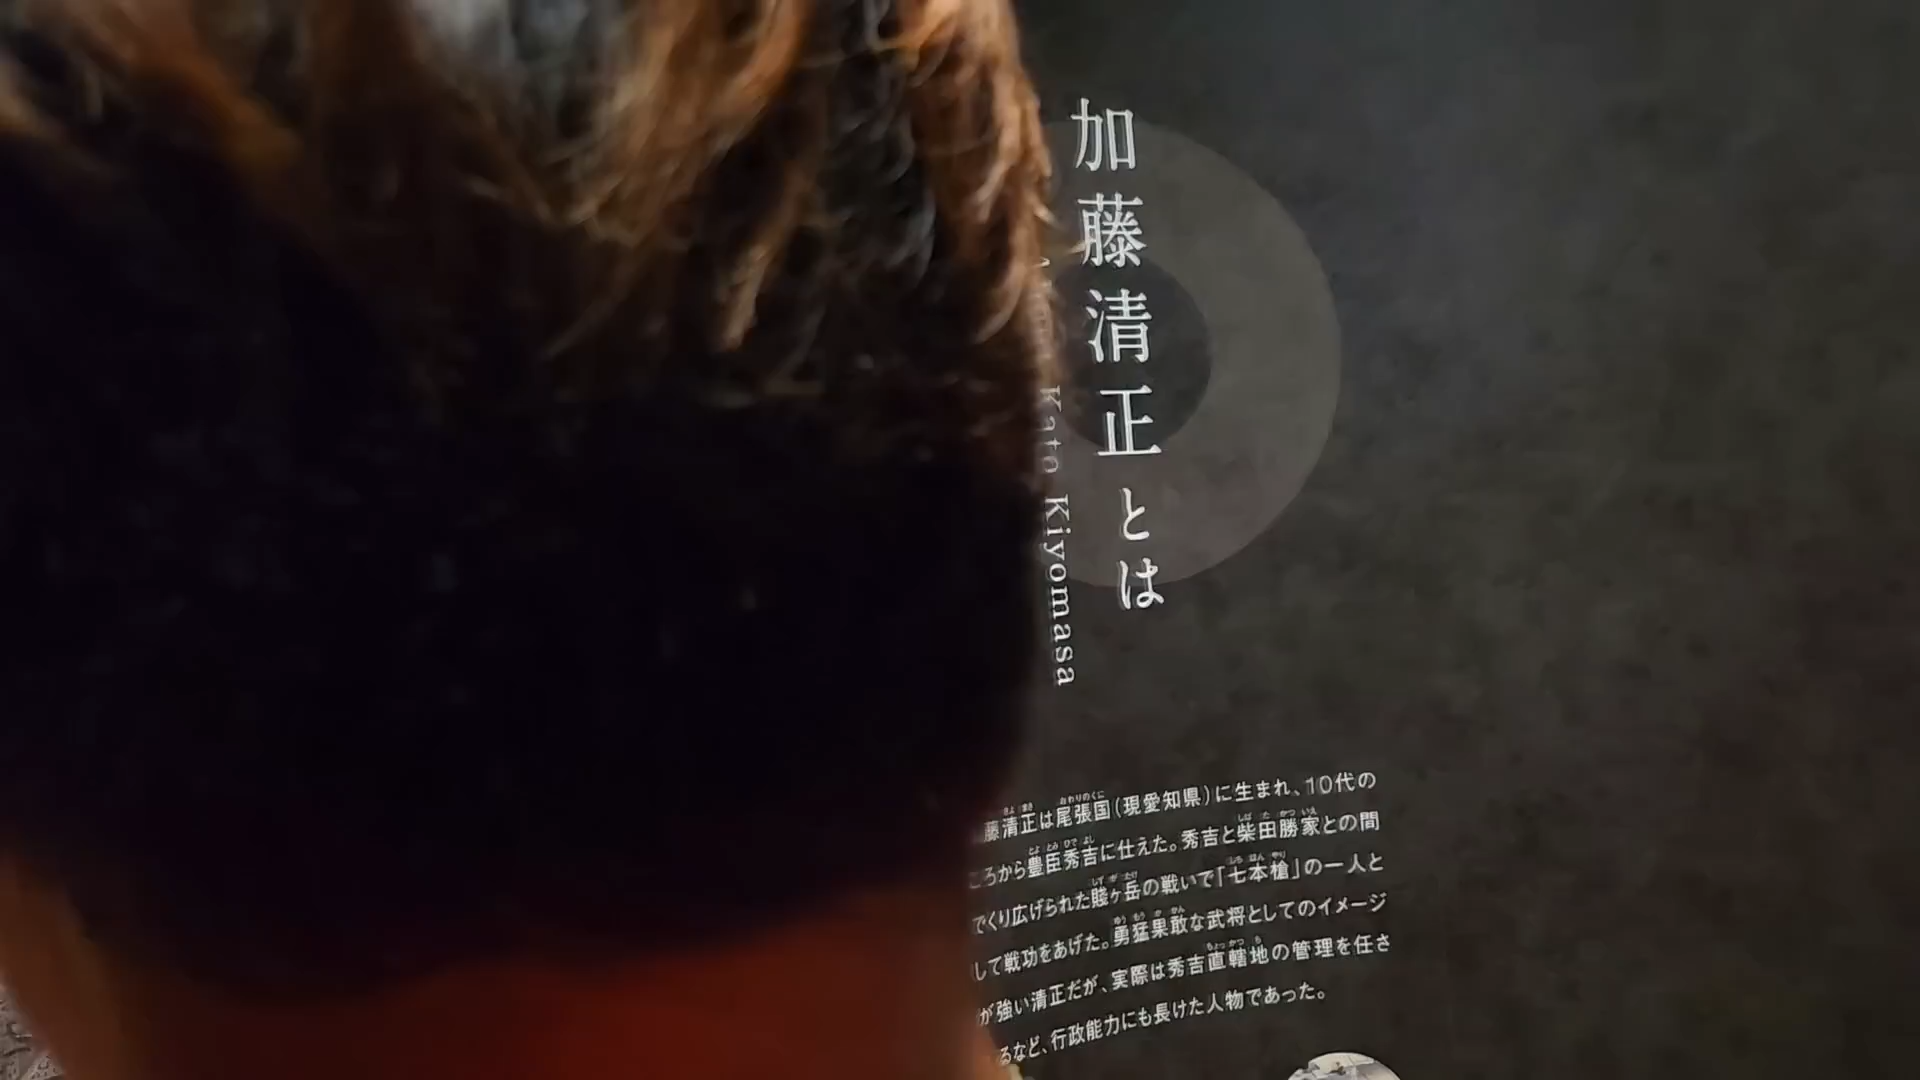 加藤清正とは
Kato Kiyomasa
藤清正は尾張国(現愛知県)に生まれ、10代の
ころから豊臣秀吉に仕えた。秀吉と柴田勝家との間
でくり広げられた賤ヶ岳の戦いで「七本槍」の一人と
して戦功をあげた。勇猛果敢な武将としてのイメージ
が強い清正だが、実際は秀吉直轄地の管理を任さ
るなど、行政能力にも長けた人物であった。